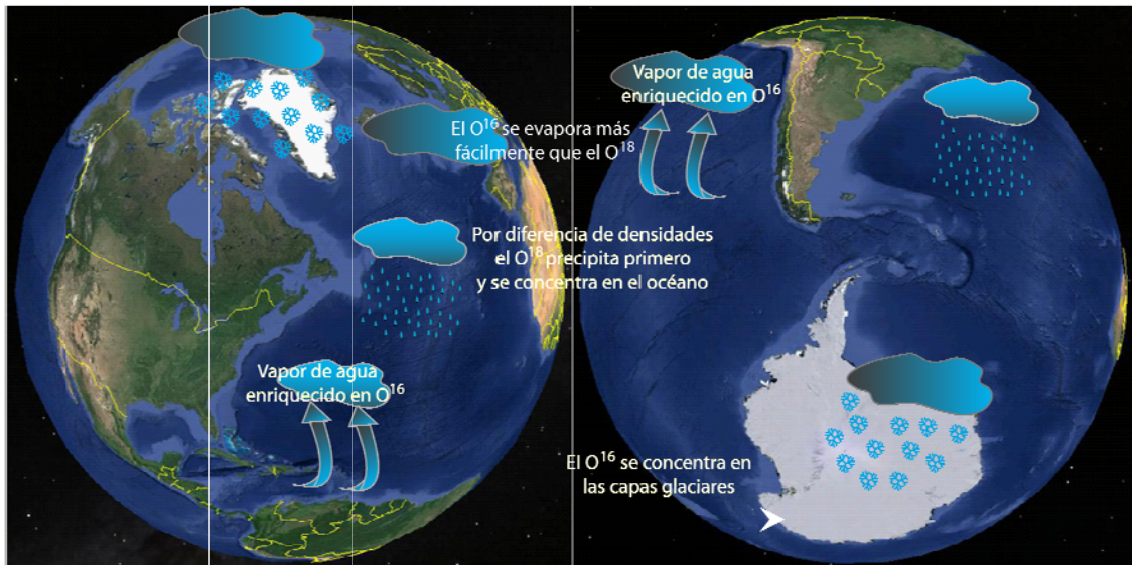 Vapor de agua
enriquecido en O¹⁶
El O¹⁶ se evapora más
fácilmente que el O¹⁸
Por diferencia de densidades
el O¹⁸ precipita primero
y se concentra en el océano
Vapor de agua
enriquecido en O¹⁶
El O¹⁶ se concentra en
las capas glaciares